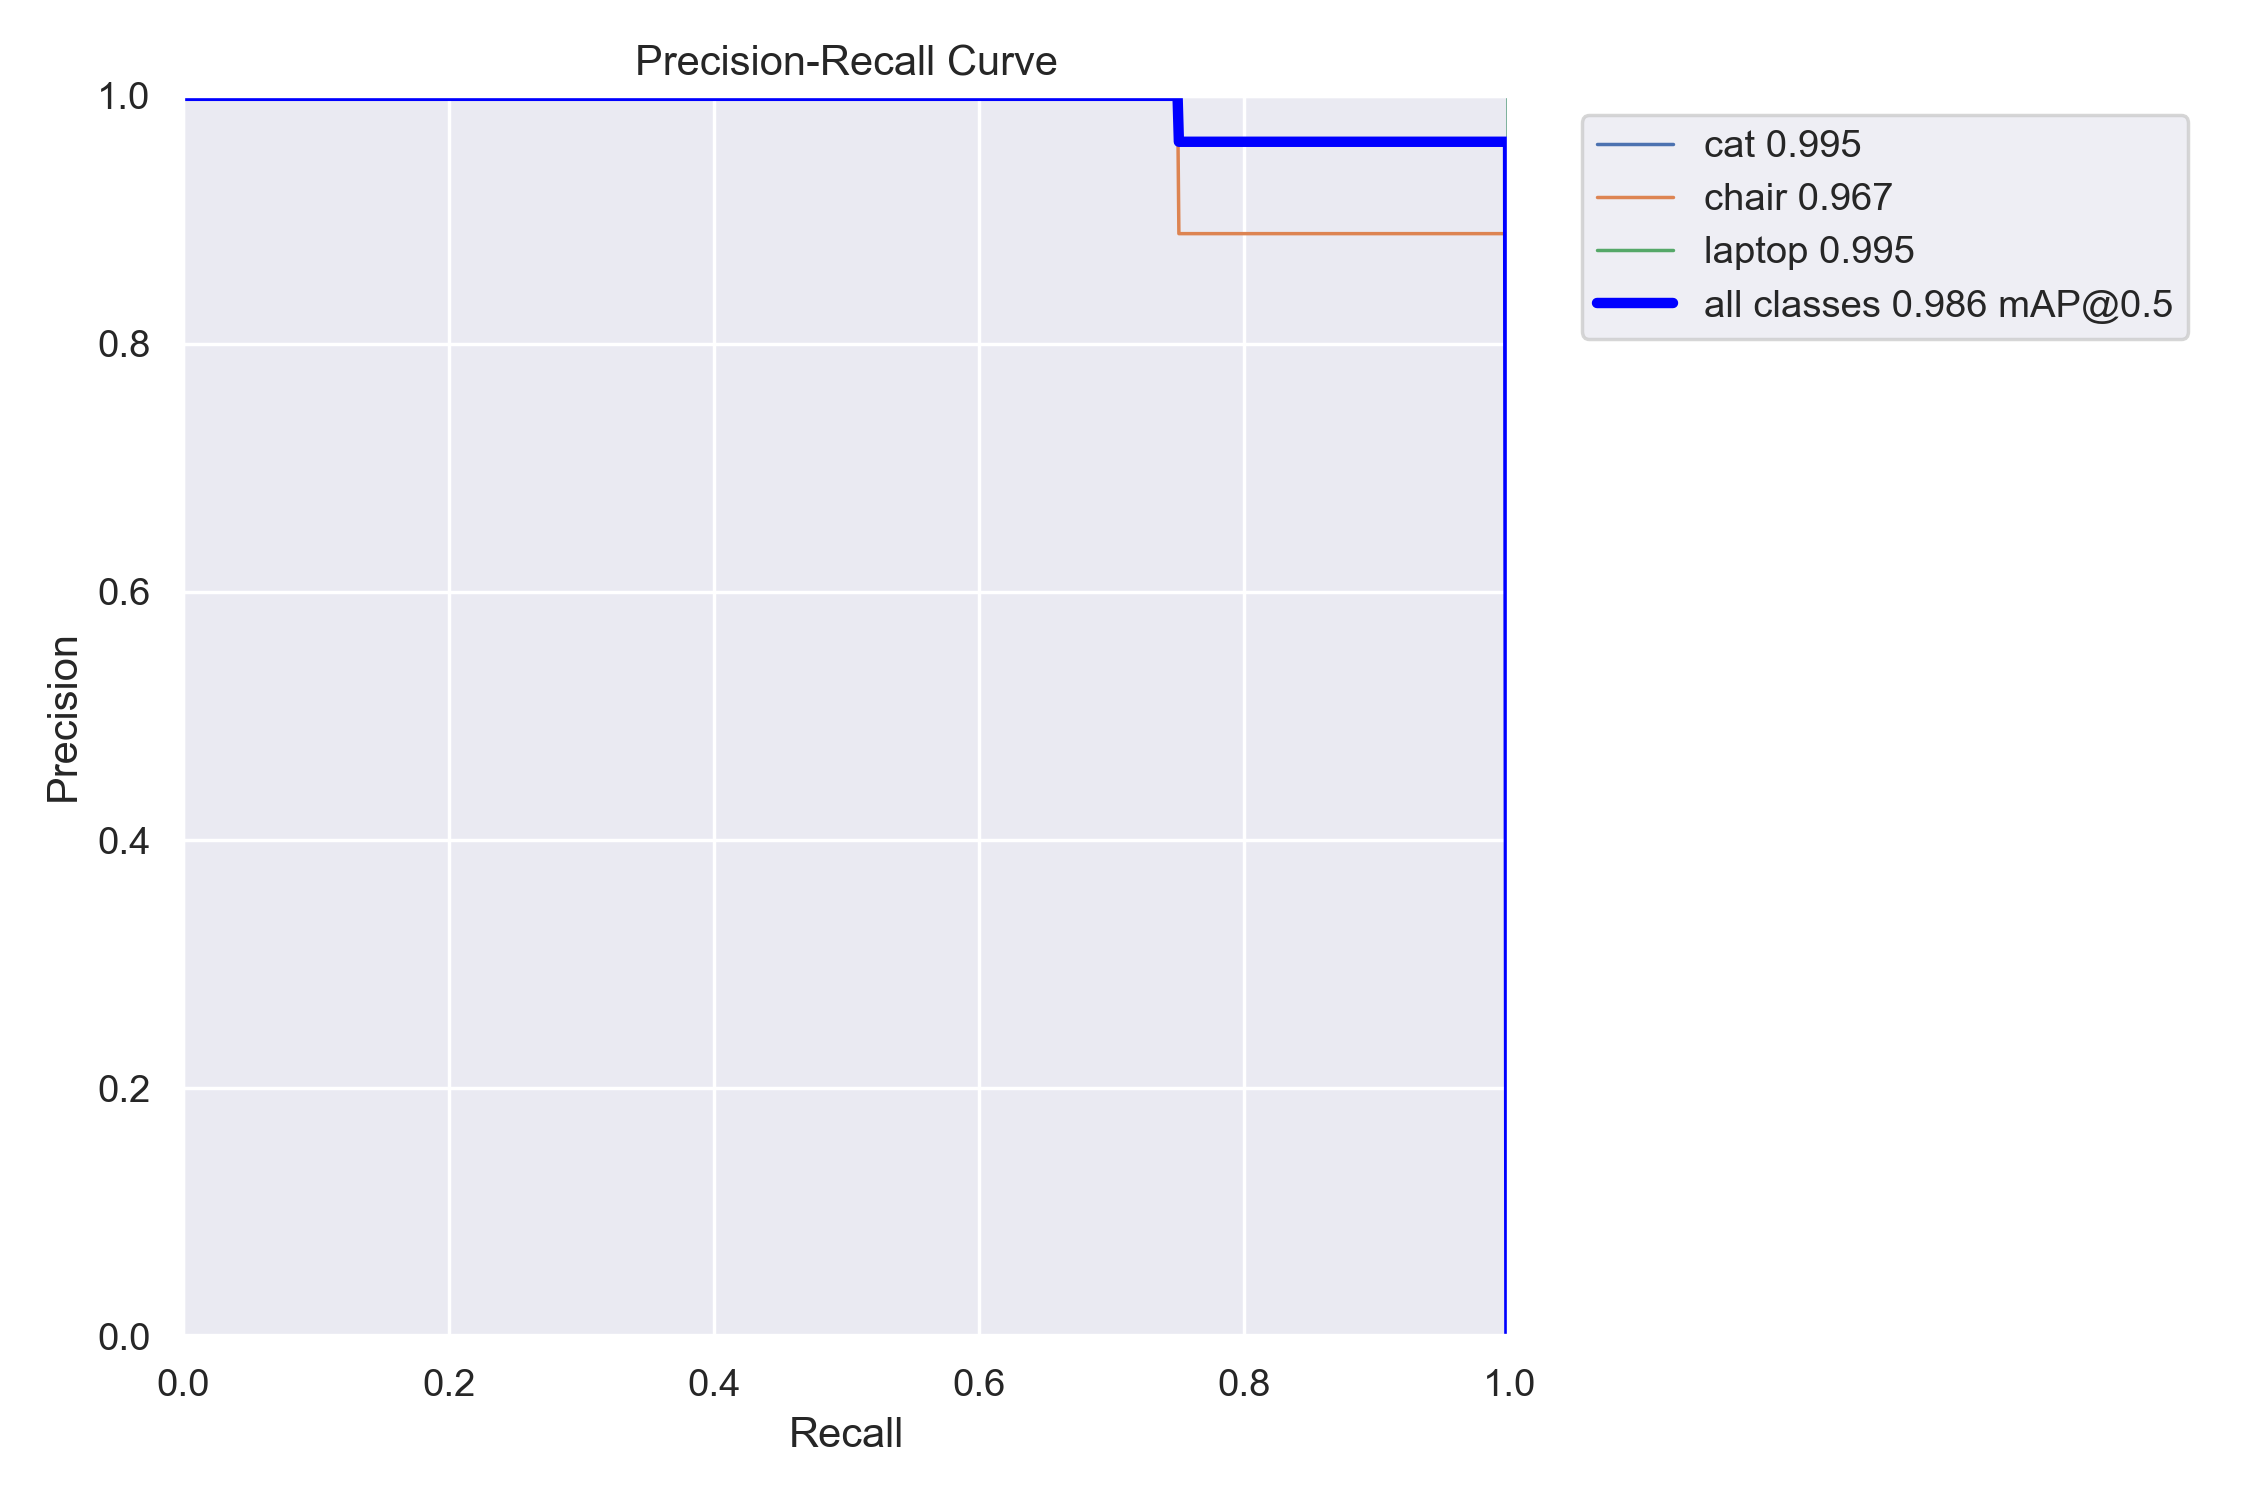 Precision-Recall Curve
1.0
0.8
0.6
0.4
0.2
0.0
Precision
0.0 0.2 0.4 0.6 0.8 1.0
Recall
cat 0.995
chair 0.967
laptop 0.995
all classes 0.986 mAP@0.5